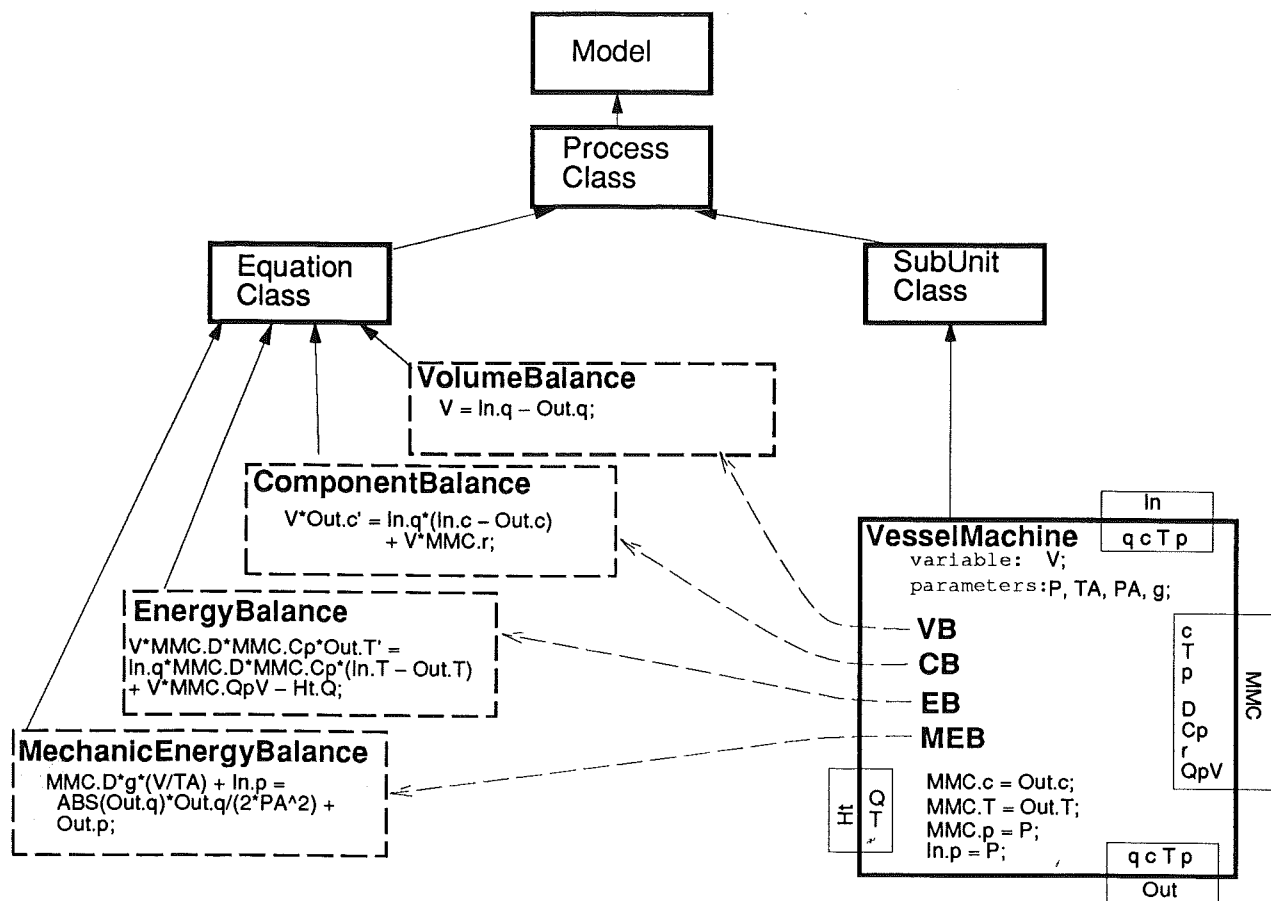 Model
Process
Class
Equation
Class
SubUnit
Class
VolumeBalance
V = In.q – Out.q;
ComponentBalance
V*Out.c' = In.q*(In.c – Out.c)
+ V*MMC.r;
EnergyBalance
V*MMC.D*MMC.Cp*Out.T' =
In.q*MMC.D*MMC.Cp*(In.T – Out.T)
+ V*MMC.QpV – Ht.Q;
MechanicEnergyBalance
MMC.D*g*(V/TA) + In.p =
ABS(Out.q)*Out.q/(2*PA^2) +
Out.p;
In
q c T p
VesselMachine
variable: V;
parameters:P, TA, PA, g;
VB
CB
EB
MEB
c
T
p
D
Cp
r
QpV
MMC
MMC.c = Out.c;
MMC.T = Out.T;
MMC.p = P;
In.p = P;
Ht
Q
T
q c T p
Out